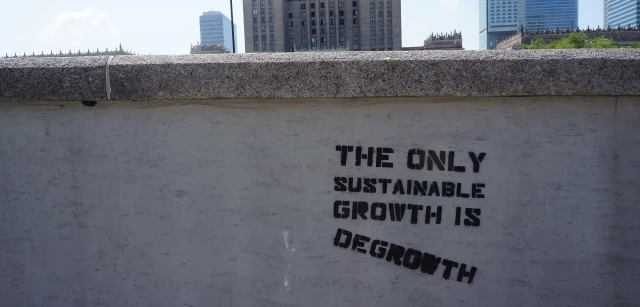 THE ONLY
SUSTAINABLE
GROWTH IS
DEGROWTH